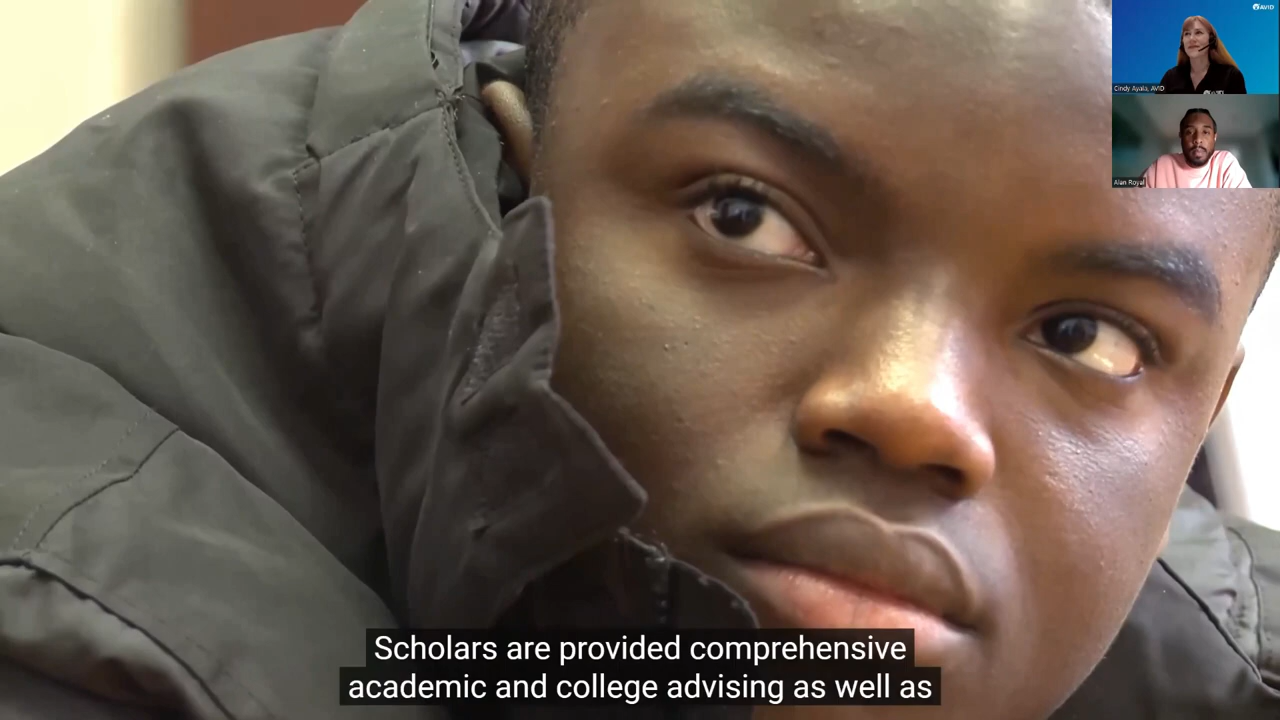 AVID
Cindy Ayala, AVID
Alan Royal
Scholars are provided comprehensive
academic and college advising as well as